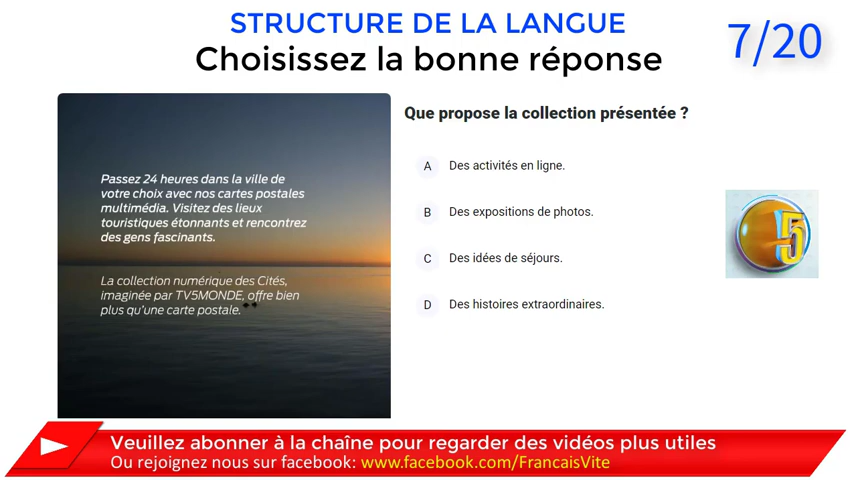 STRUCTURE DE LA LANGUE
Choisissez la bonne réponse
7/20
Passez 24 heures dans la ville de
votre choix avec nos cartes postales
multimédia. Visitez des lieux
touristiques étonnants et rencontrez
des gens fascinants.
La collection numérique des Cités,
imaginée par TV5MONDE, offre bien
plus qu'une carte postale.
Que propose la collection présentée ?
A Des activités en ligne.
B Des expositions de photos.
C Des idées de séjours.
D Des histoires extraordinaires.
5
Veuillez abonner à la chaîne pour regarder des vidéos plus utiles
Ou rejoignez nous sur facebook: www.facebook.com/FrancaisVite